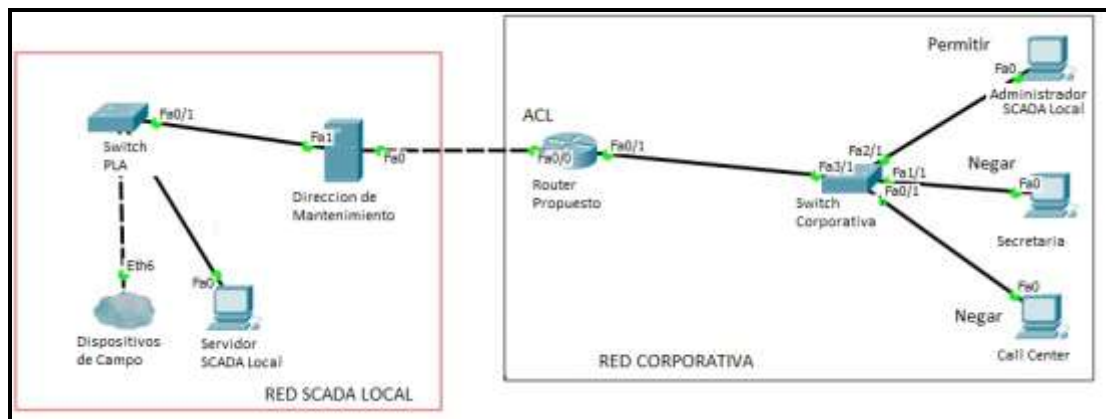 Fa0/1
Switch
PLA
Fa1
Fa0
Direccion de
Mantenimiento
Eth6
Dispositivos
de Campo
Fa0
Servidor
SCADA Local
RED SCADA LOCAL
ACL
Fa0/0
Fa0/1
Router
Propuesto
Fa3/1
Fa2/1
Fa1/1
Fa0/1
Switch
Corporativa
Permitir
Fa0
Administrador
SCADA Local
Negar
Fa0
Secretaria
Negar
Fa0
Call Center
RED CORPORATIVA